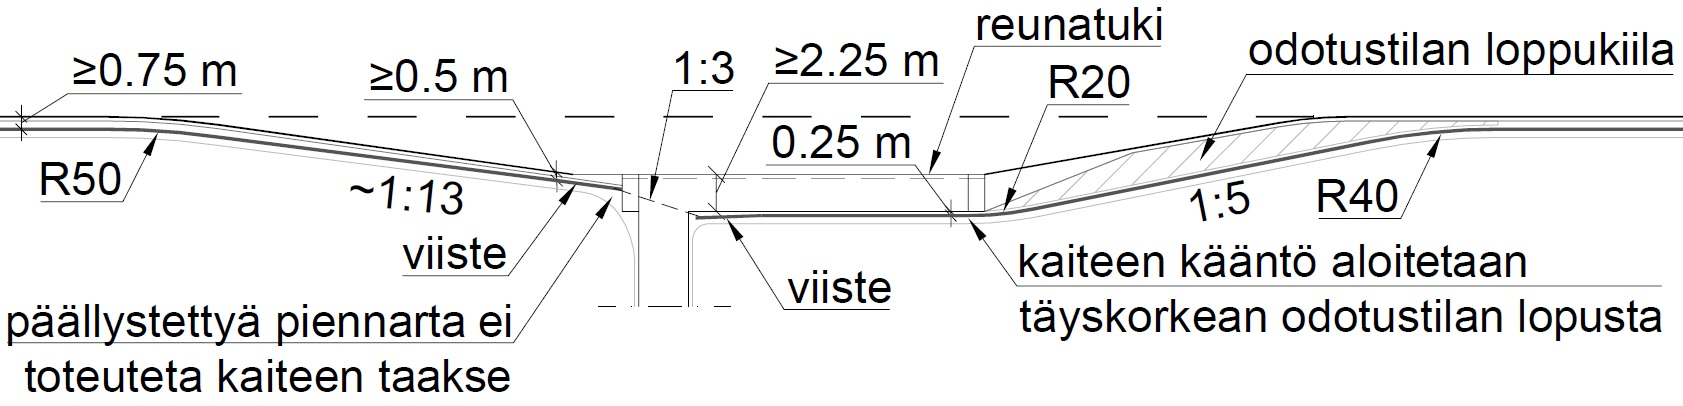 ≥0.75 m
≥0.5 m
1:3
≥2.25 m
reunatuki
odotustilan loppukiila
R20
0.25 m
R50
~1:13
viiste
viiste
1:5
R40
kaiteen kääntö aloitetaan
täyskorkean odotustilan lopusta
päällystettyä piennarta ei
toteuteta kaiteen taakse